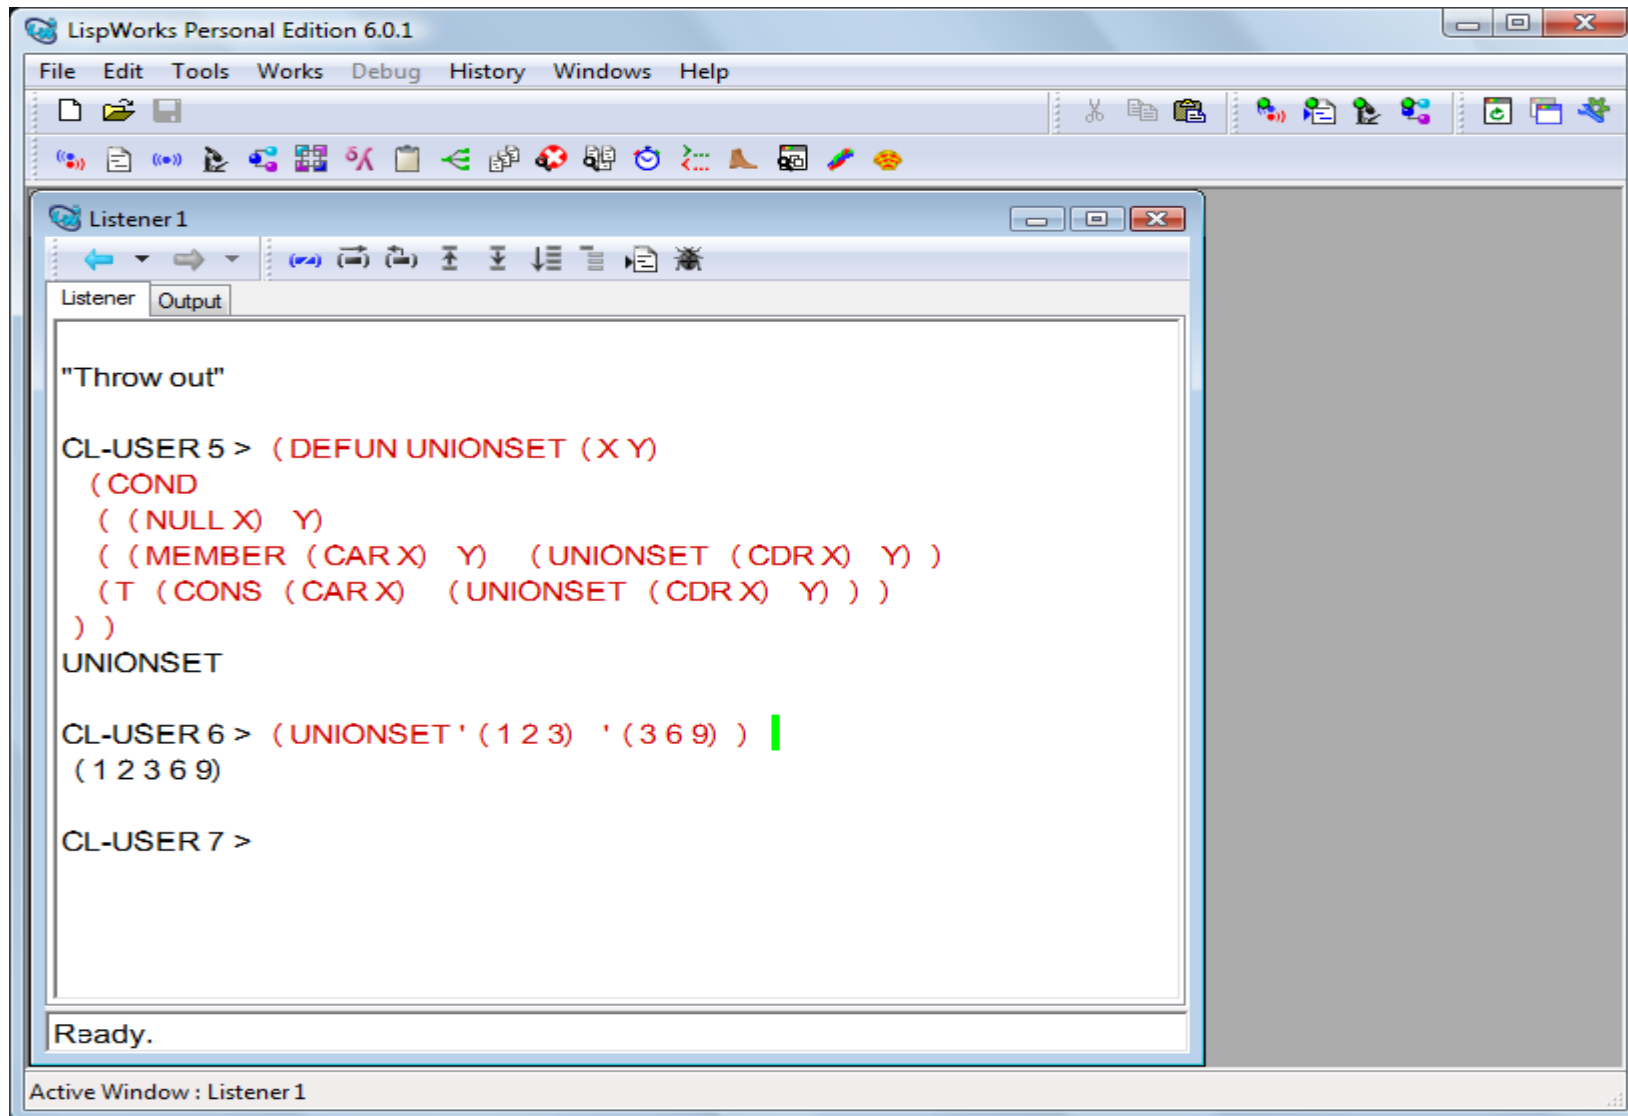 LispWorks Personal Edition 6.0.1
File Edit Tools Works Debug History Windows Help
Listener 1
Listener Output
"Throw out"
CL-USER 5 > (DEFUN UNIONSET (X Y)
(COND
( (NULL X) Y)
( (MEMBER (CAR X) Y) (UNIONSET (CDR X) Y) )
(T (CONS (CAR X) (UNIONSET (CDR X) Y) ) )
) )
UNIONSET
CL-USER 6 > (UNIONSET ' (1 2 3) ' (3 6 9) )
(1 2 3 6 9)
CL-USER 7 >
Ready.
Active Window : Listener 1